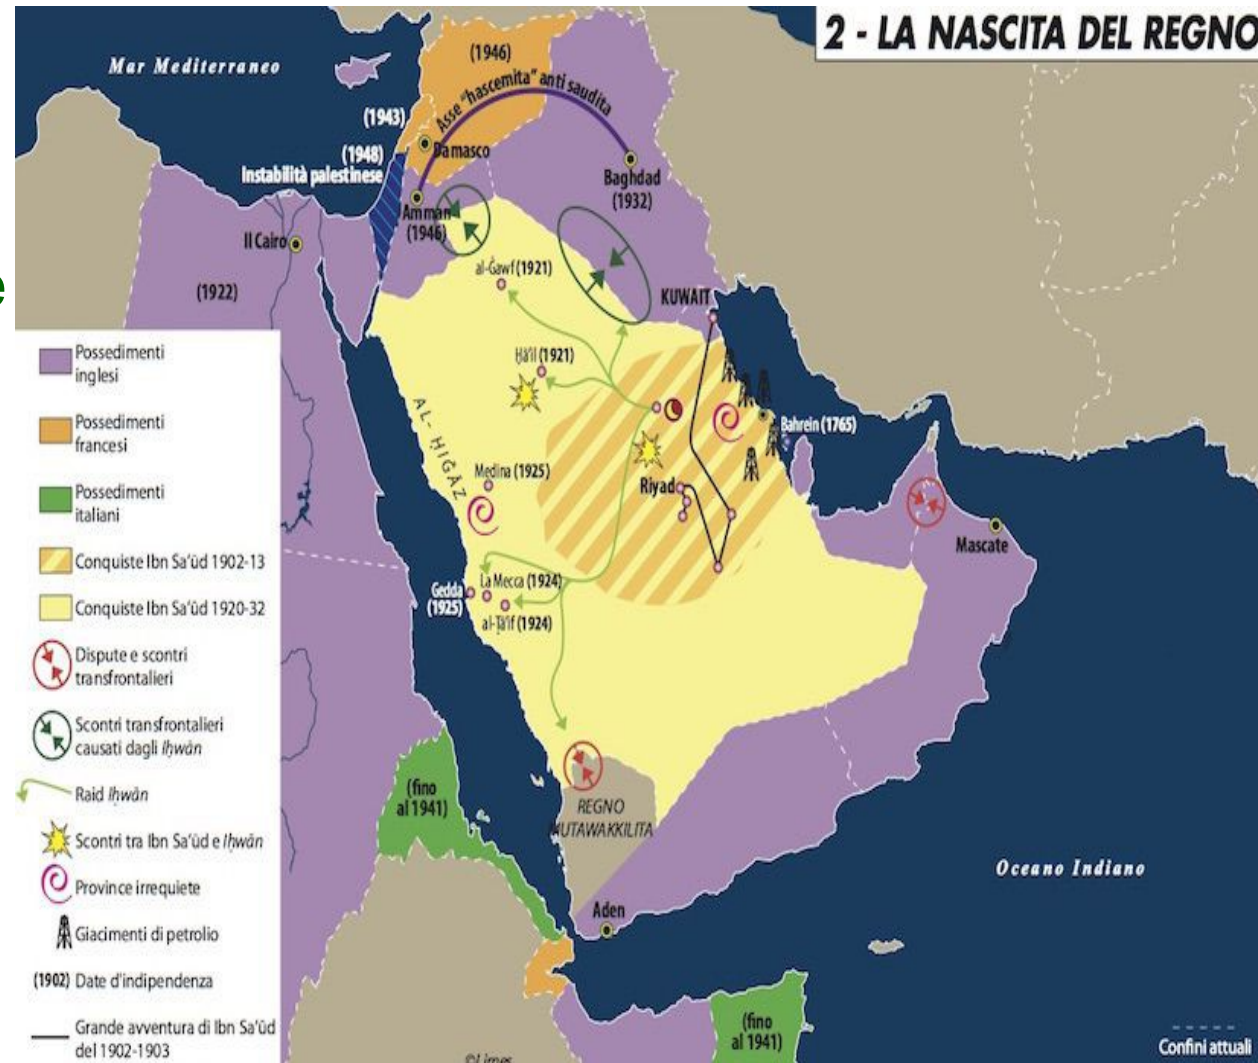 2 - LA NASCITA DEL REGNO
Mar Mediterraneo
(1946)
Asse "hascemita" anti saudita
(1943)
Damasco
(1948)
Instabilità palestinese
Baghdad
(1932)
Amman
(1946)
Il Cairo
(1922)
al-Ǧawf (1921)
KUWAIT
Ḥā'il (1921)
AL-ḤIǦĀZ
Bahrein (1765)
Medina (1925)
Riyad
Mascate
La Mecca (1924)
Gedda
(1925)
al-Ṭā'if (1924)
(fino
al 1941)
REGNO
MUTAWAKKILITA
Oceano Indiano
Aden
(fino
al 1941)
Confini attuali
©Limes
e
Possedimenti
inglesi
Possedimenti
francesi
Possedimenti
italiani
Conquiste Ibn Sa'ūd 1902-13
Conquiste Ibn Sa'ūd 1920-32
Dispute e scontri
transfrontalieri
Scontri transfrontalieri
causati dagli Iḥwān
Raid Iḥwān
Scontri tra Ibn Sa'ūd e Iḥwān
Province irrequiete
Giacimenti di petrolio
(1902) Date d'indipendenza
Grande avventura di Ibn Sa'ūd
del 1902-1903